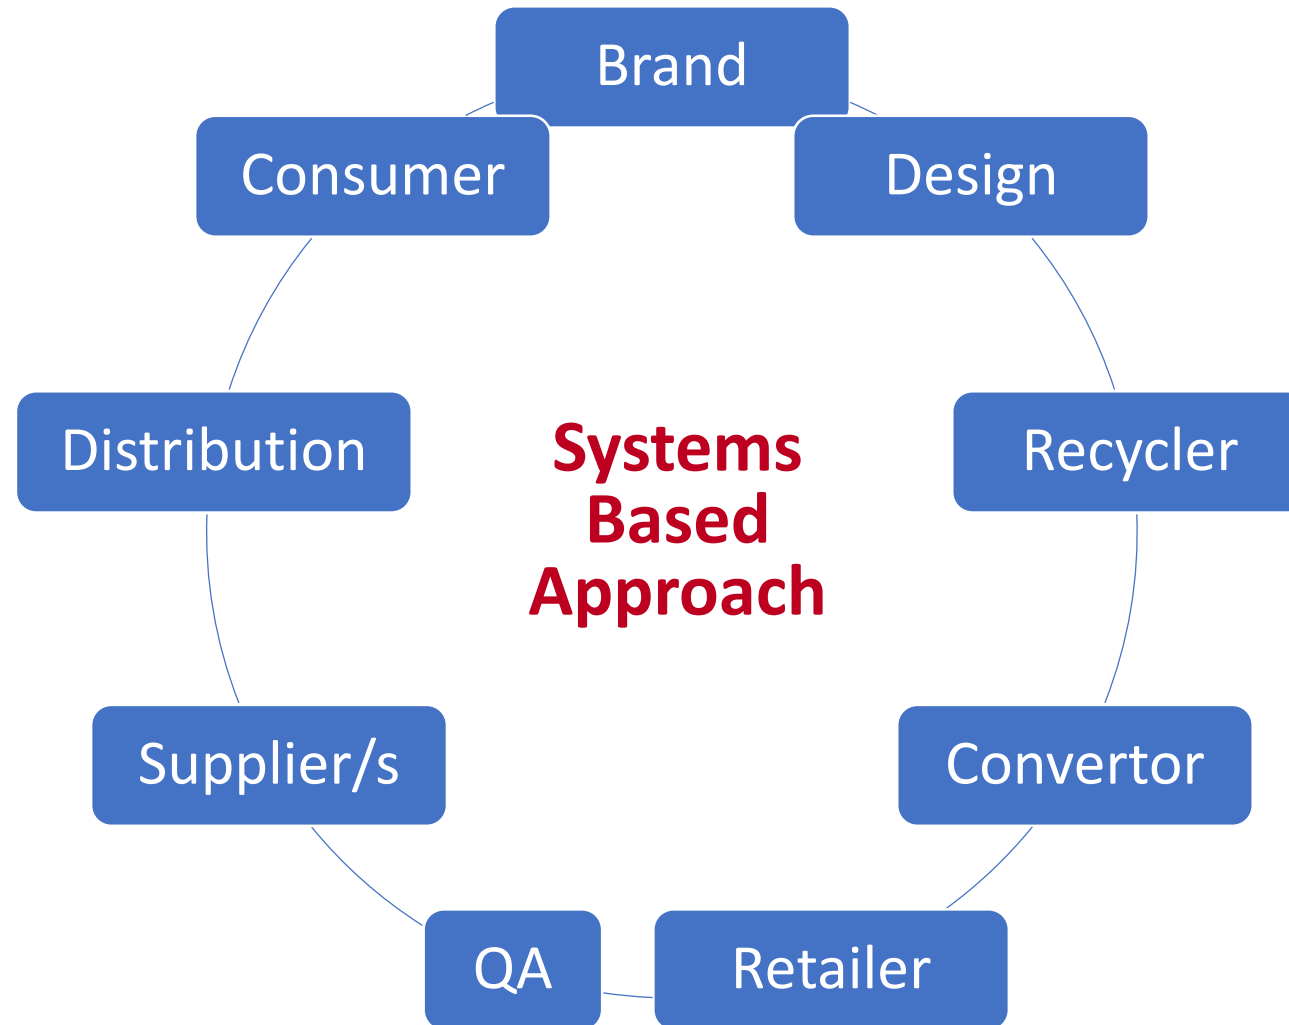 Brand
Consumer
Design
Distribution
Systems
Based
Approach
Recycler
Supplier/s
Convertor
QA
Retailer